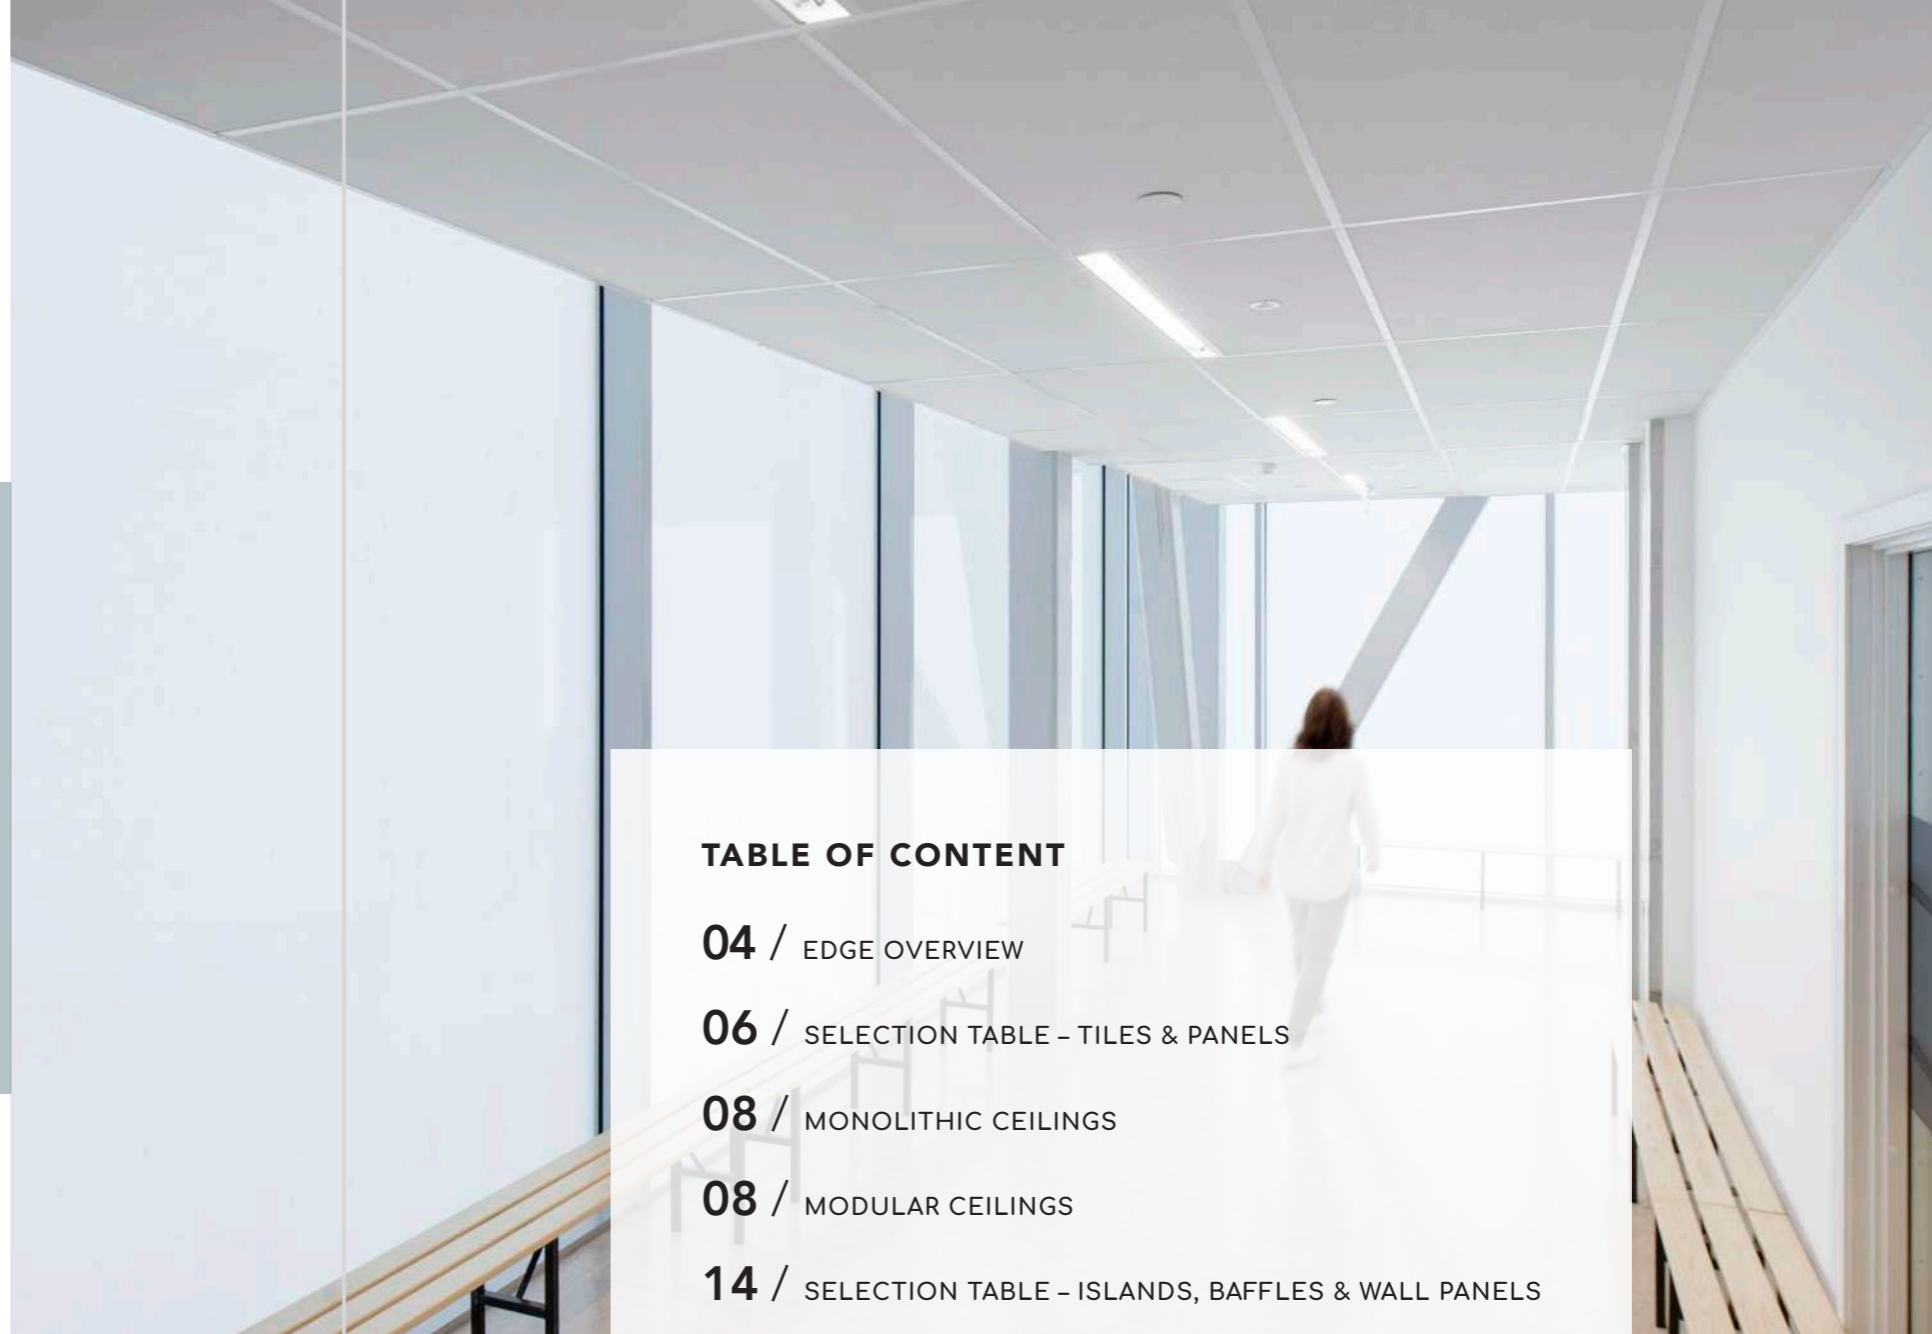 TABLE OF CONTENT
04 / EDGE OVERVIEW
06 / SELECTION TABLE – TILES & PANELS
08 / MONOLITHIC CEILINGS
08 / MODULAR CEILINGS
14 / SELECTION TABLE – ISLANDS, BAFFLES & WALL PANELS